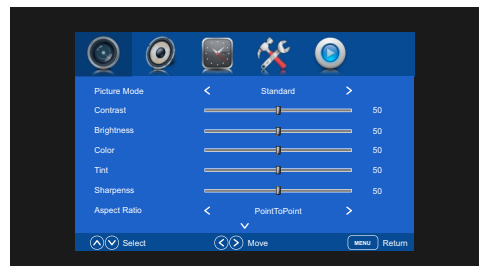 Picture Mode < Standard >
Contrast 50
Brightness 50
Color 50
Tint 50
Sharpenss 50
Aspect Ratio < PointToPoint >
Select Move MENU Return